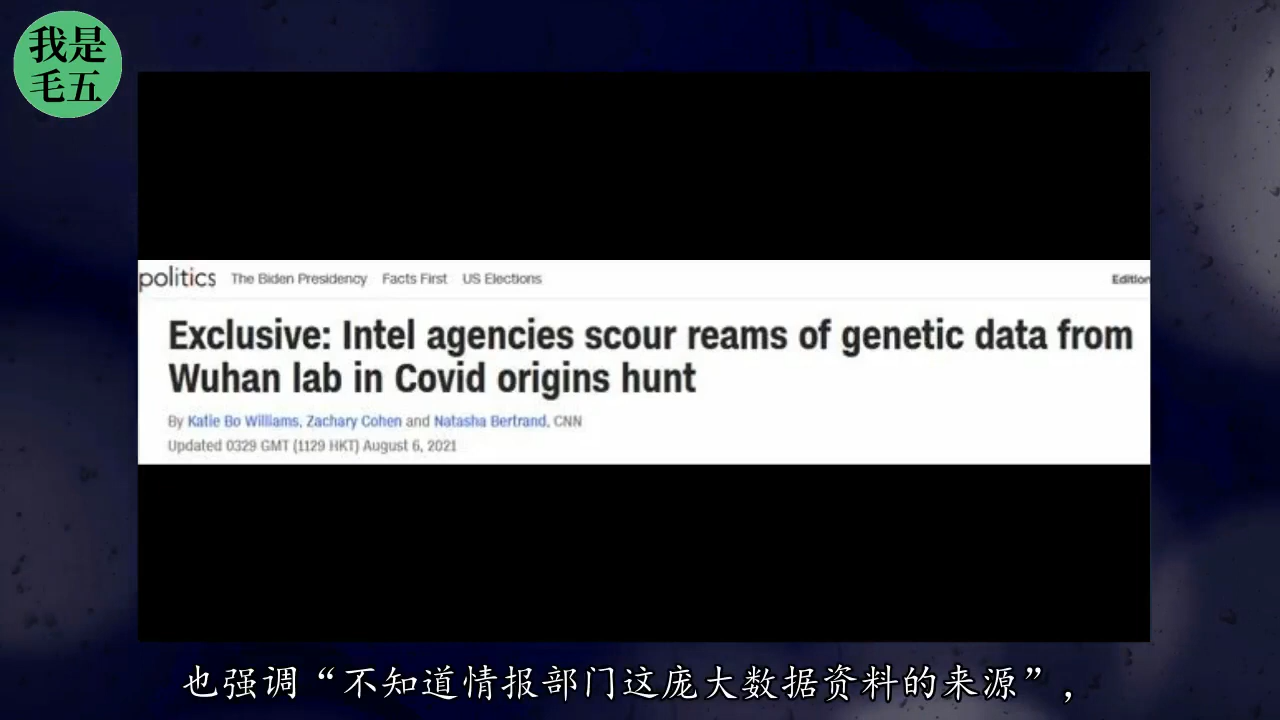 我是
毛五
politics The Biden Presidency Facts First US Elections Edition
Exclusive: Intel agencies scour reams of genetic data from
Wuhan lab in Covid origins hunt
By Katie Bo Williams, Zachary Cohen and Natasha Bertrand, CNN
Updated 0329 GMT (1129 HKT) August 6, 2021
也强调“不知道情报部门这庞大数据资料的来源”,